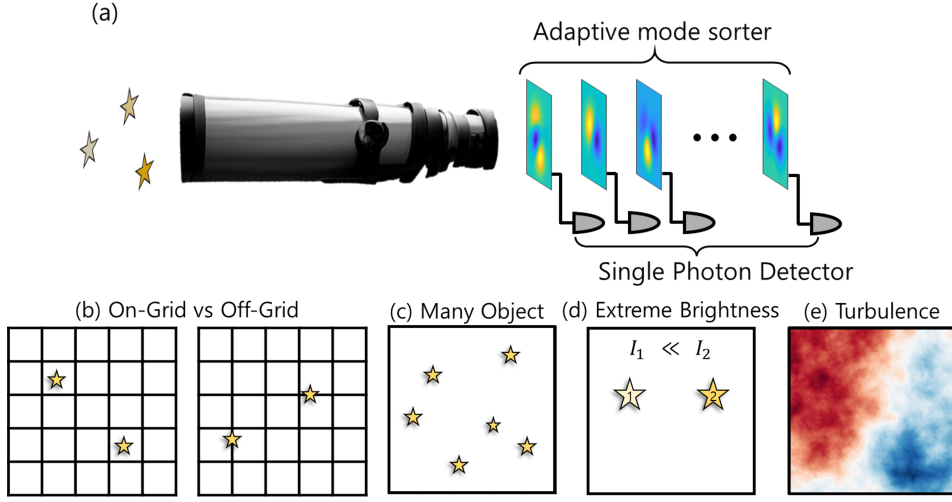 (a)
Adaptive mode sorter
Single Photon Detector
(b) On-Grid vs Off-Grid
(c) Many Object
(d) Extreme Brightness
(e) Turbulence
I₁ ≪ I₂
1
2